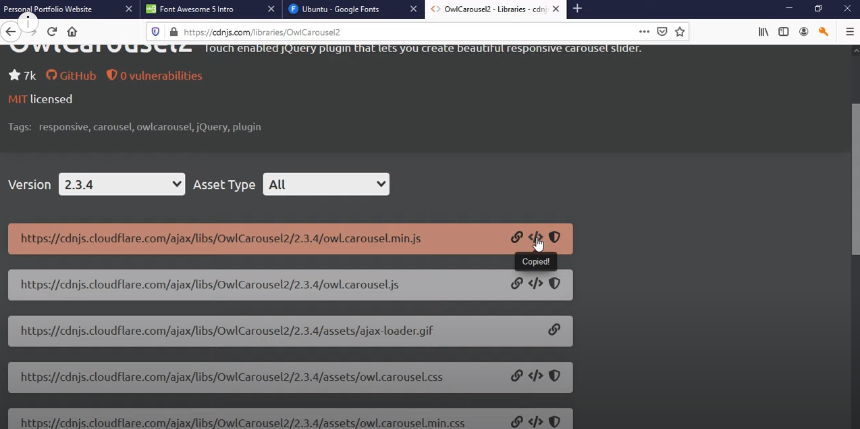 Personal Portfolio Website
Font Awesome 5 Intro
Ubuntu - Google Fonts
OwlCarousel2 - Libraries - cdnj
https://cdnjs.com/libraries/OwlCarousel2
OwlCarousel2 Touch enabled jQuery plugin that lets you create beautiful responsive carousel slider.
7k GitHub 0 vulnerabilities
MIT licensed
Tags: responsive, carousel, owlcarousel, jQuery, plugin
Version 2.3.4 Asset Type All
https://cdnjs.cloudflare.com/ajax/libs/OwlCarousel2/2.3.4/owl.carousel.min.js
Copied!
https://cdnjs.cloudflare.com/ajax/libs/OwlCarousel2/2.3.4/owl.carousel.js
https://cdnjs.cloudflare.com/ajax/libs/OwlCarousel2/2.3.4/assets/ajax-loader.gif
https://cdnjs.cloudflare.com/ajax/libs/OwlCarousel2/2.3.4/assets/owl.carousel.css
https://cdnjs.cloudflare.com/ajax/libs/OwlCarousel2/2.3.4/assets/owl.carousel.min.css